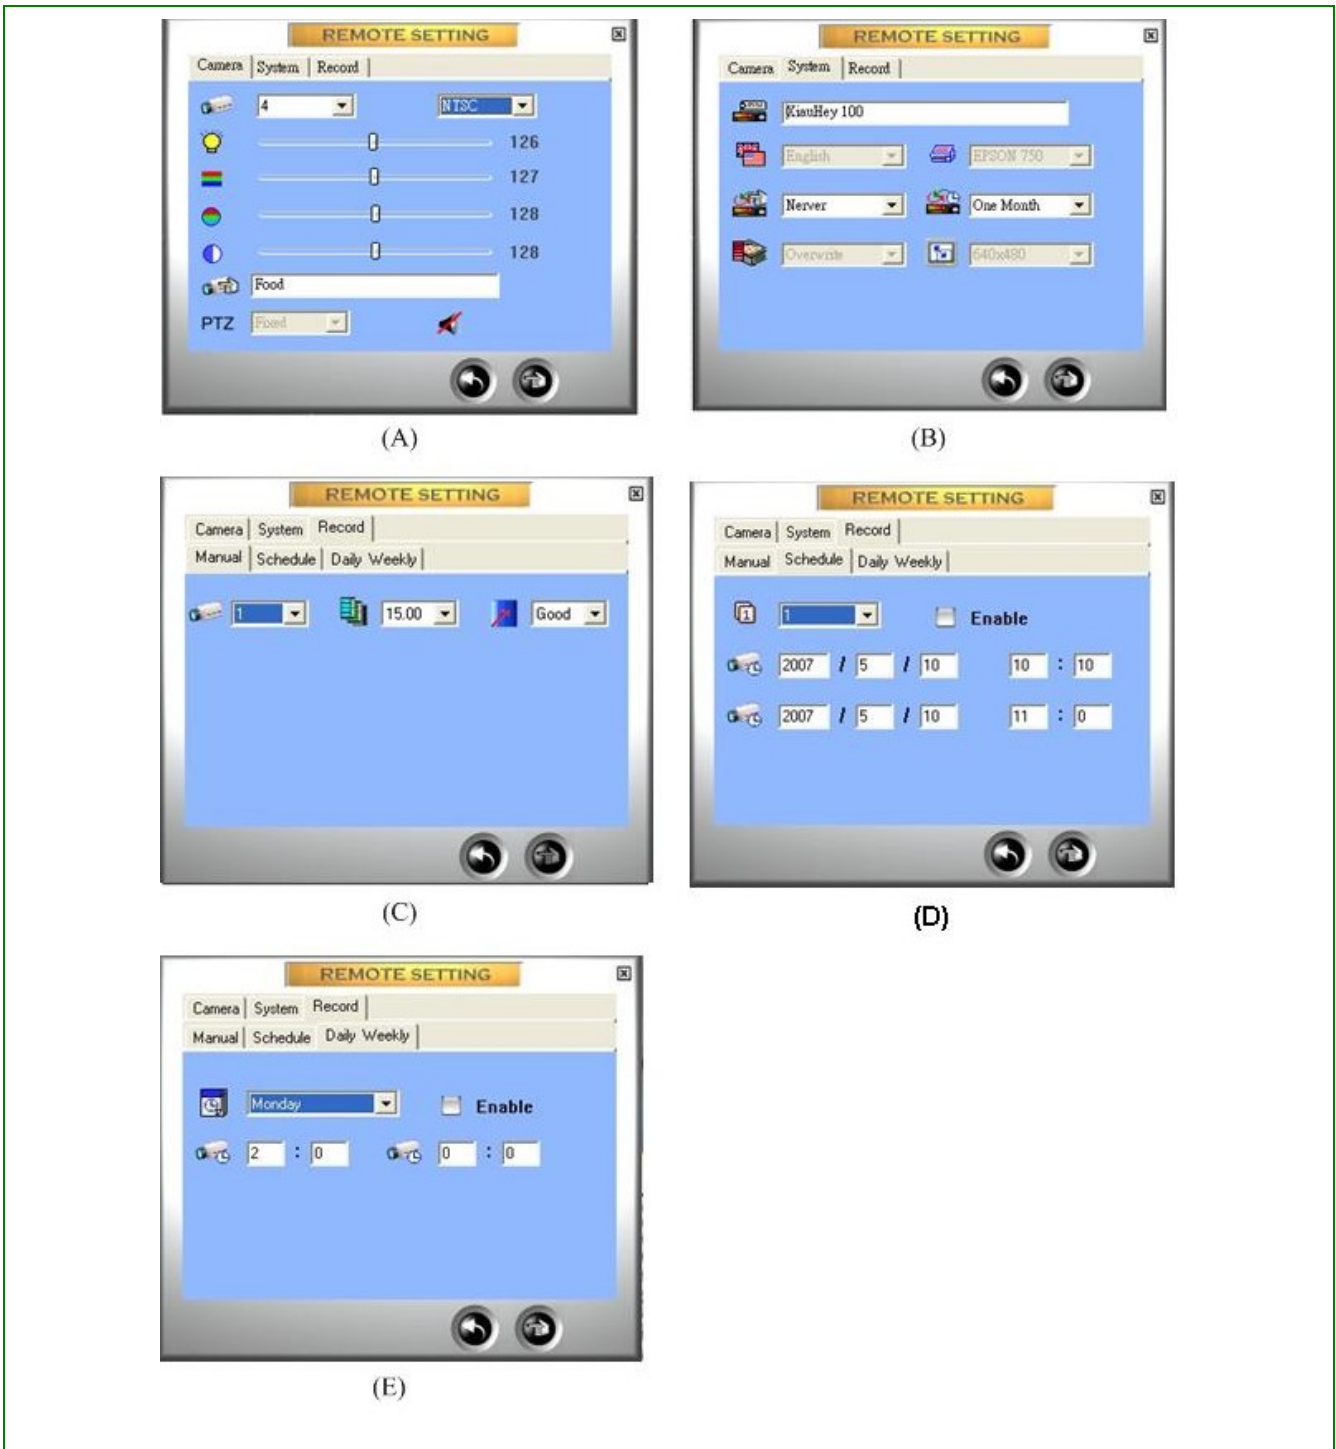 REMOTE SETTING
Camera System Record
4 NTSC
126
127
128
128
Food
PTZ Fixed
(A)
REMOTE SETTING
Camera System Record
KiauHey 100
English EPSON 750
Nerver One Month
Overwrite 640x480
(B)
REMOTE SETTING
Camera System Record
Manual Schedule Daily Weekly
1 15.00 Good
(C)
REMOTE SETTING
Camera System Record
Manual Schedule Daily Weekly
1 1 Enable
2007 / 5 / 10 10 : 10
2007 / 5 / 10 11 : 0
(D)
REMOTE SETTING
Camera System Record
Manual Schedule Daily Weekly
Monday Enable
2 : 0 0 : 0
(E)